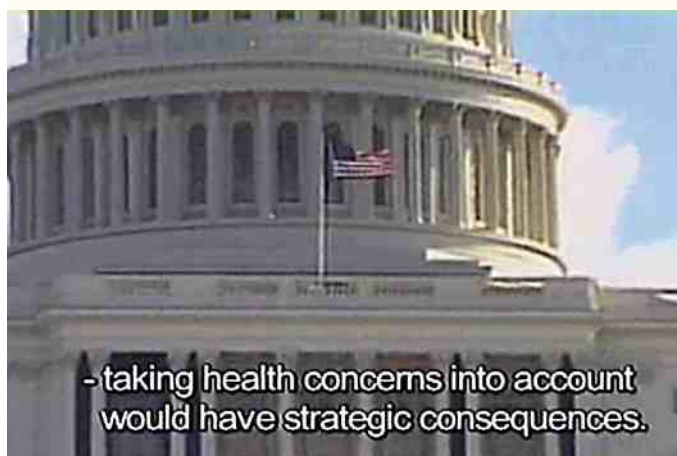 - taking health concerns into account
would have strategic consequences.